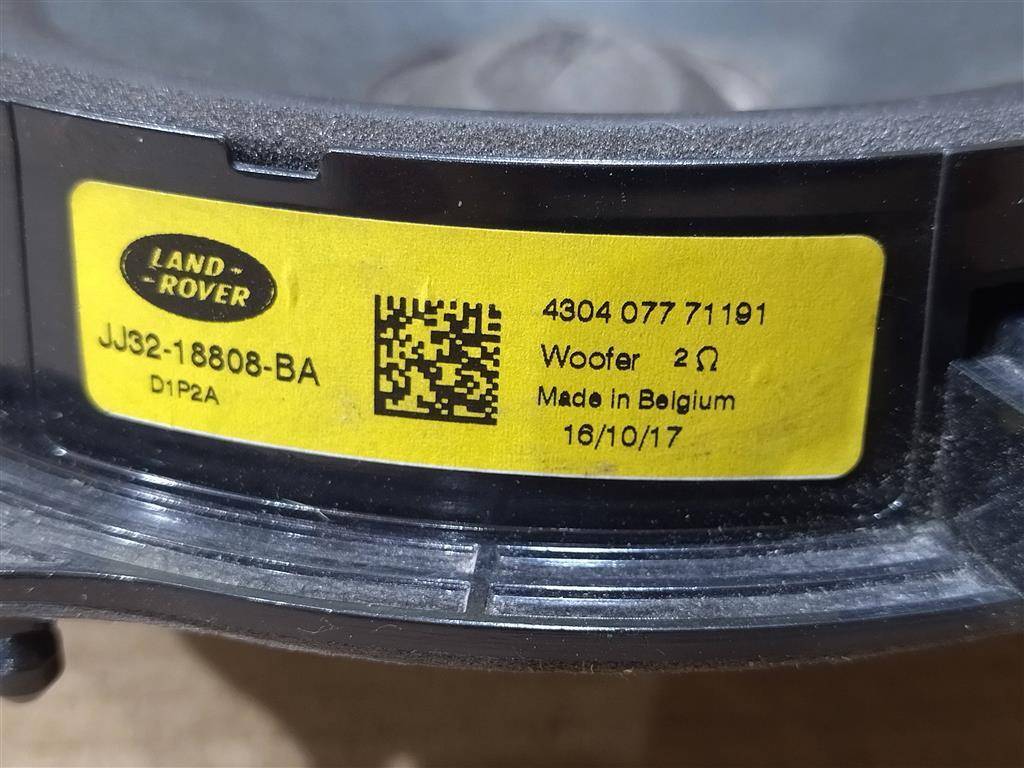 LAND-
-ROVER
JJ32-18808-BA
D1P2A
4304 077 71191
Woofer 2Ω
Made in Belgium
16/10/17